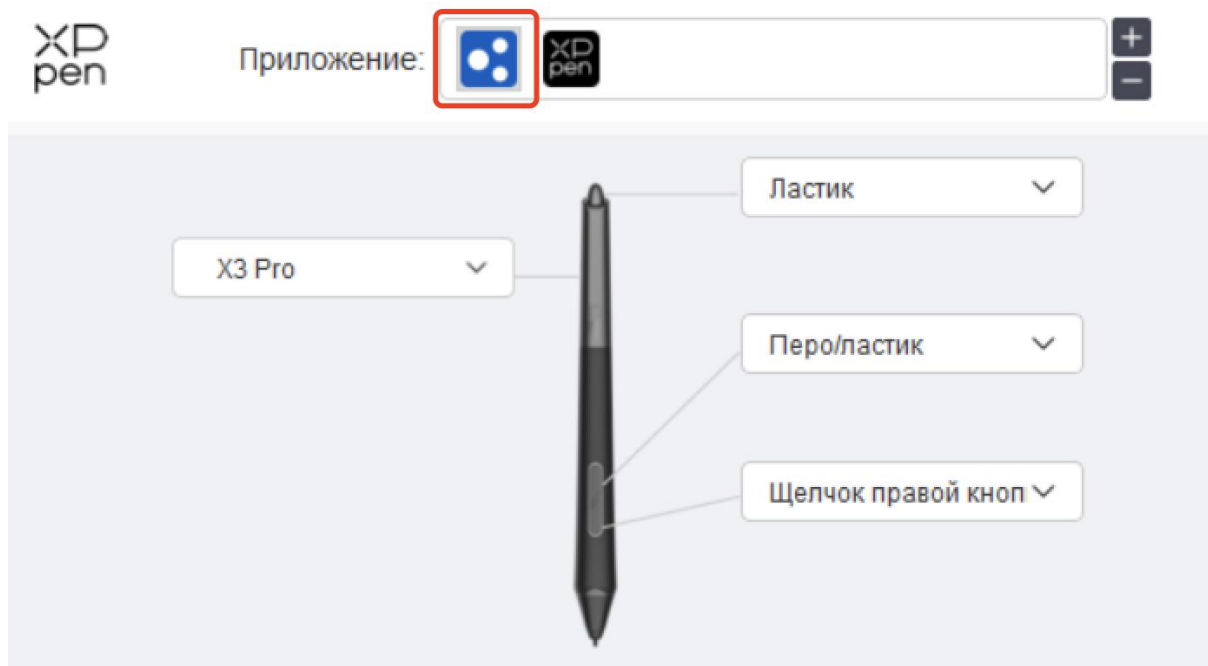 XP
pen
Приложение:
XP
pen
+
−
Ластик
X3 Pro
Перо/ластик
Щелчок правой кноп